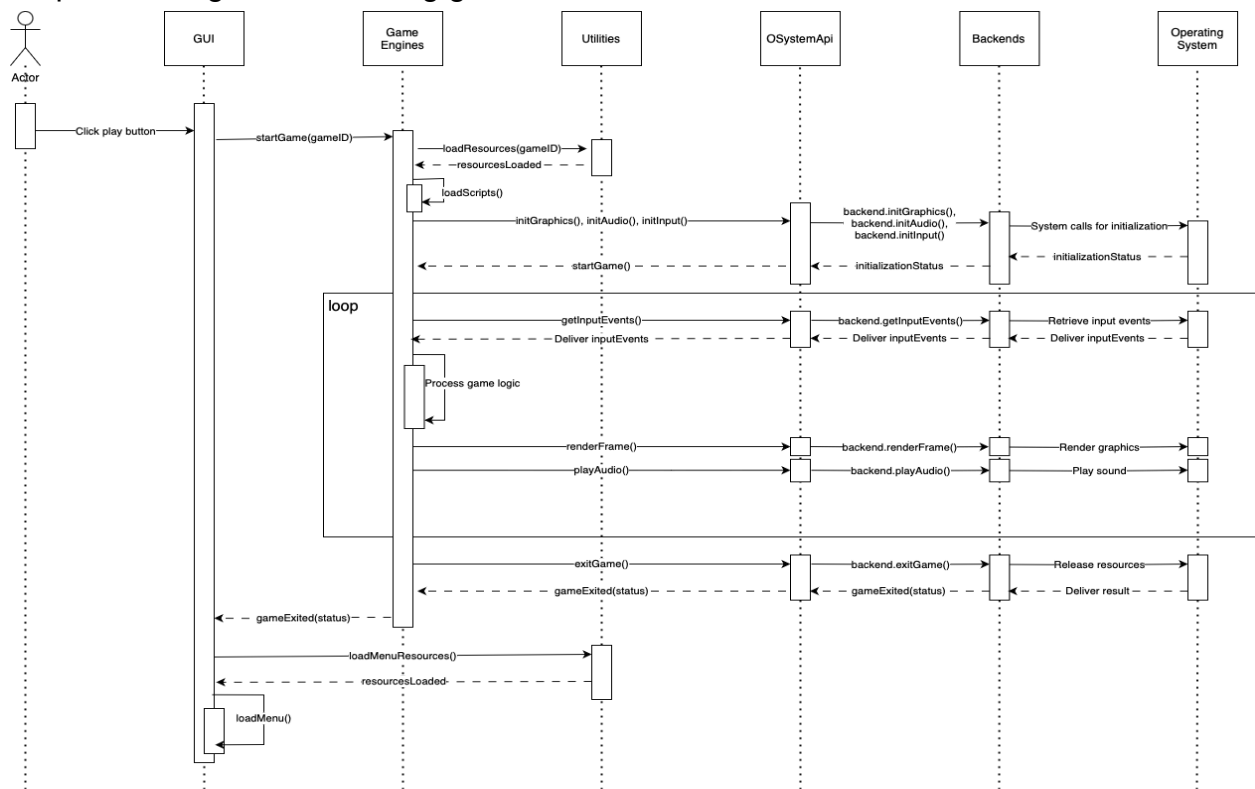 Actor
GUI
Game
Engines
Utilities
OSystemApi
Backends
Operating
System
Click play button
startGame(gameID)
loadResources(gameID)
resourcesLoaded
loadScripts()
initGraphics(), initAudio(), initInput()
backend.initGraphics(),
backend.initAudio(),
backend.initInput()
System calls for initialization
initializationStatus
initializationStatus
startGame()
loop
getInputEvents()
backend.getInputEvents()
Retrieve input events
Deliver inputEvents
Deliver inputEvents
Deliver inputEvents
Process game logic
renderFrame()
backend.renderFrame()
Render graphics
playAudio()
backend.playAudio()
Play sound
exitGame()
backend.exitGame()
Release resources
gameExited(status)
gameExited(status)
Deliver result
gameExited(status)
loadMenuResources()
resourcesLoaded
loadMenu()